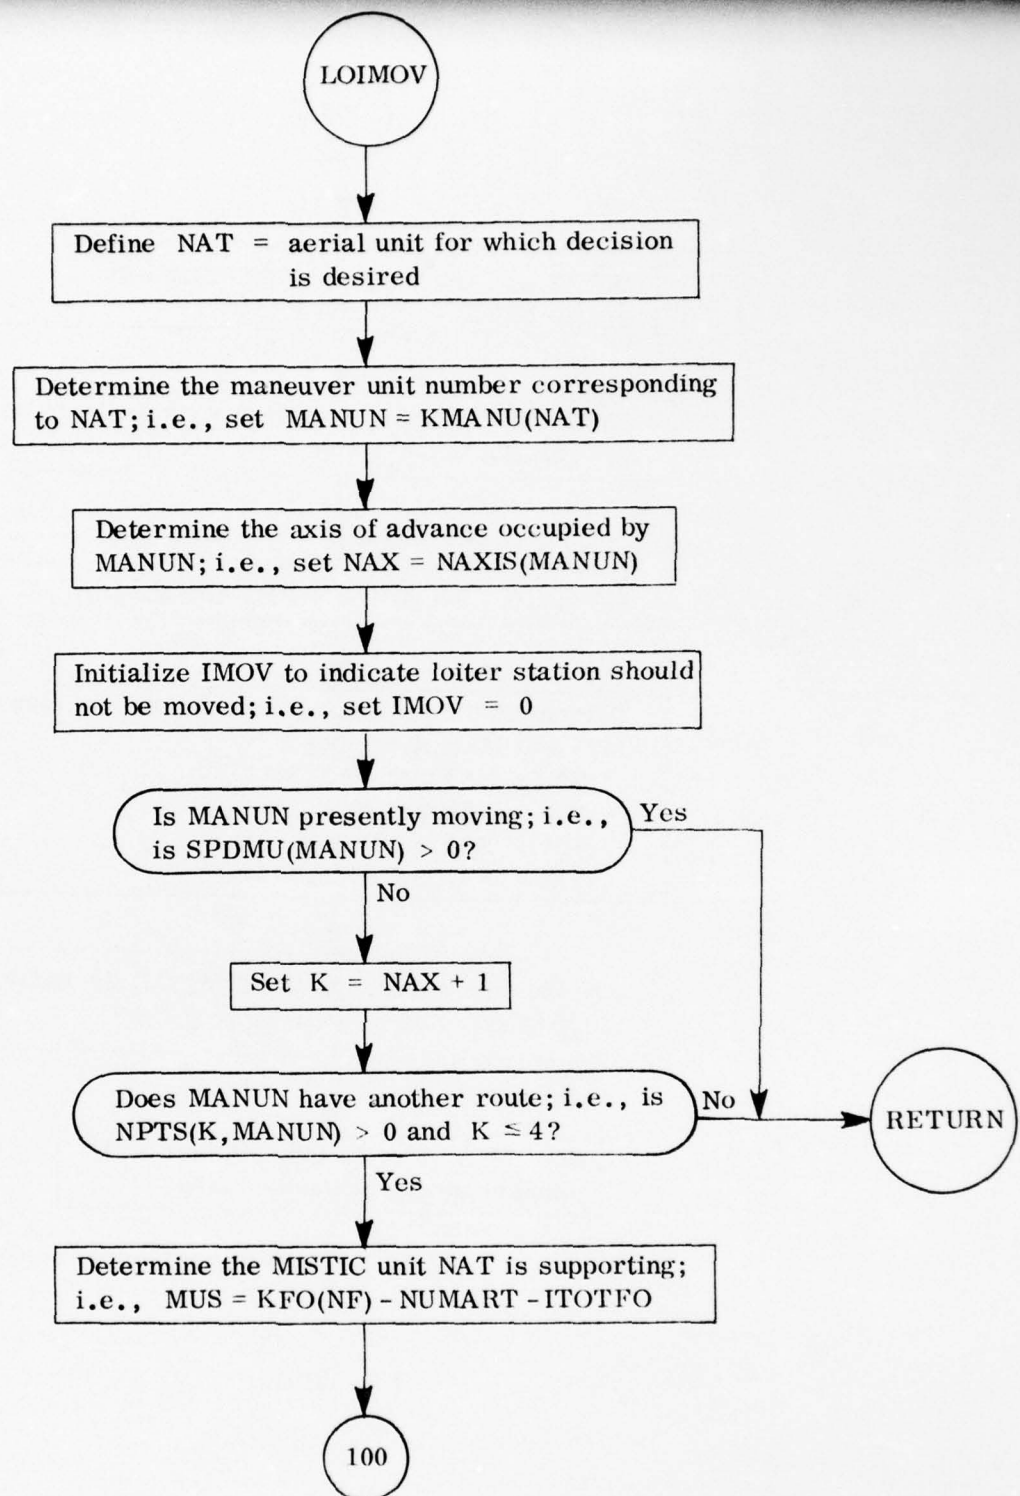 LOIMOV
Define NAT = aerial unit for which decision
is desired
Determine the maneuver unit number corresponding
to NAT; i.e., set MANUN = KMANU(NAT)
Determine the axis of advance occupied by
MANUN; i.e., set NAX = NAXIS(MANUN)
Initialize IMOV to indicate loiter station should
not be moved; i.e., set IMOV = 0
Is MANUN presently moving; i.e.,
is SPDMU(MANUN) > 0?
Yes
No
Set K = NAX + 1
Does MANUN have another route; i.e., is
NPTS(K,MANUN) > 0 and K ≤ 4?
No
RETURN
Yes
Determine the MISTIC unit NAT is supporting;
i.e., MUS = KFO(NF) - NUMART - ITOTFO
100